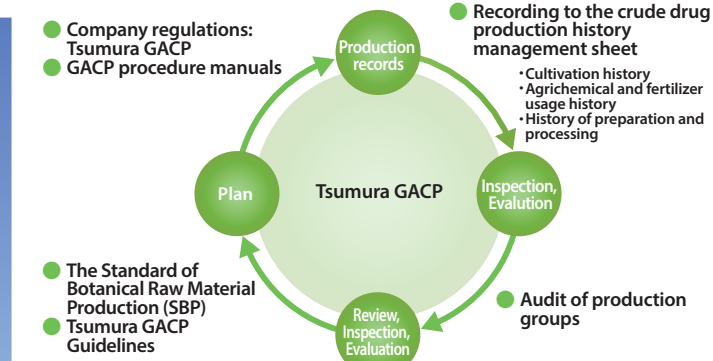 Company regulations:
Tsumura GACP
GACP procedure manuals
Production
records
Recording to the crude drug
production history
management sheet
・Cultivation history
・Agrichemical and fertilizer
usage history
・History of preparation and
processing
Plan
Tsumura GACP
Inspection,
Evalution
The Standard of
Botanical Raw Material
Production (SBP)
Tsumura GACP
Guidelines
Review,
Inspection,
Evaluation
Audit of production
groups